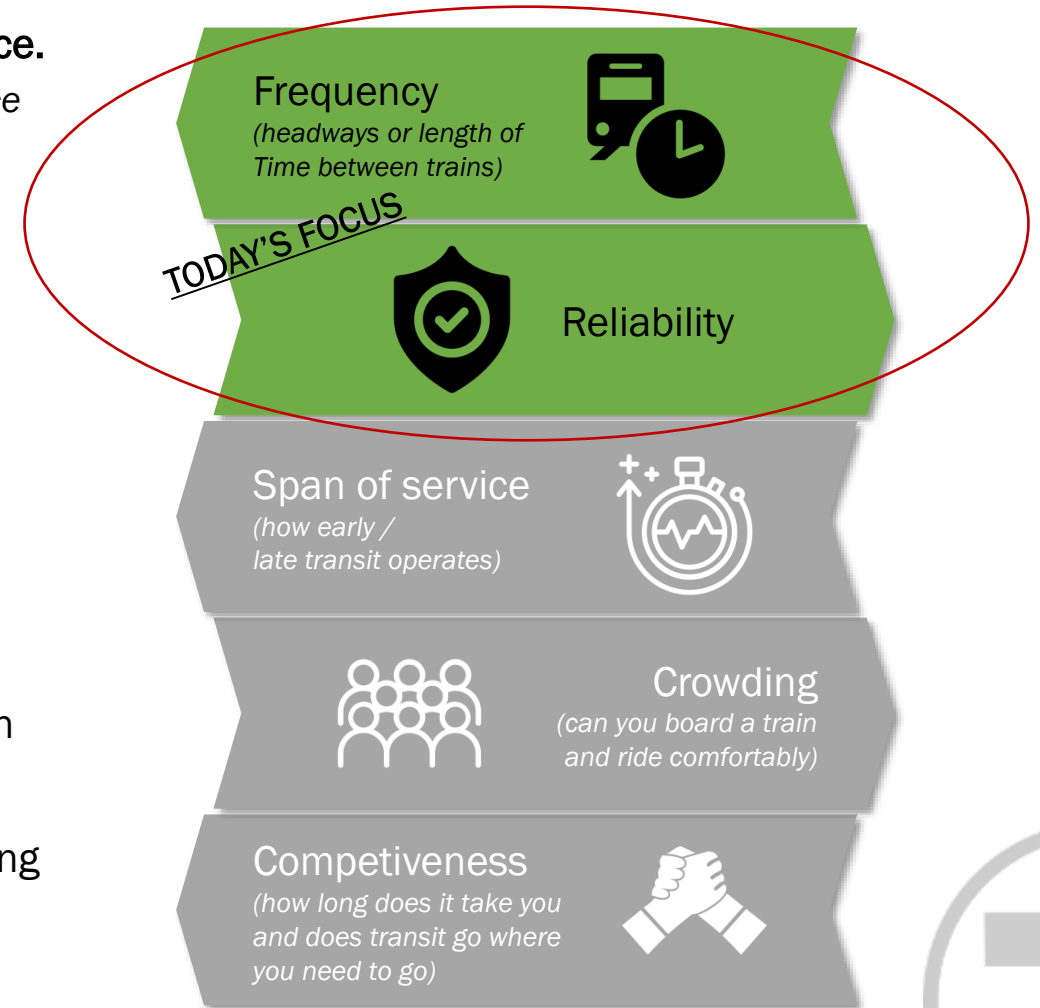 ce.
e
Frequency
(headways or length of
Time between trains)
TODAY'S FOCUS
Reliability
Span of service
(how early /
late transit operates)
n
Crowding
(can you board a train
and ride comfortably)
ng
Competiveness
(how long does it take you
and does transit go where
you need to go)